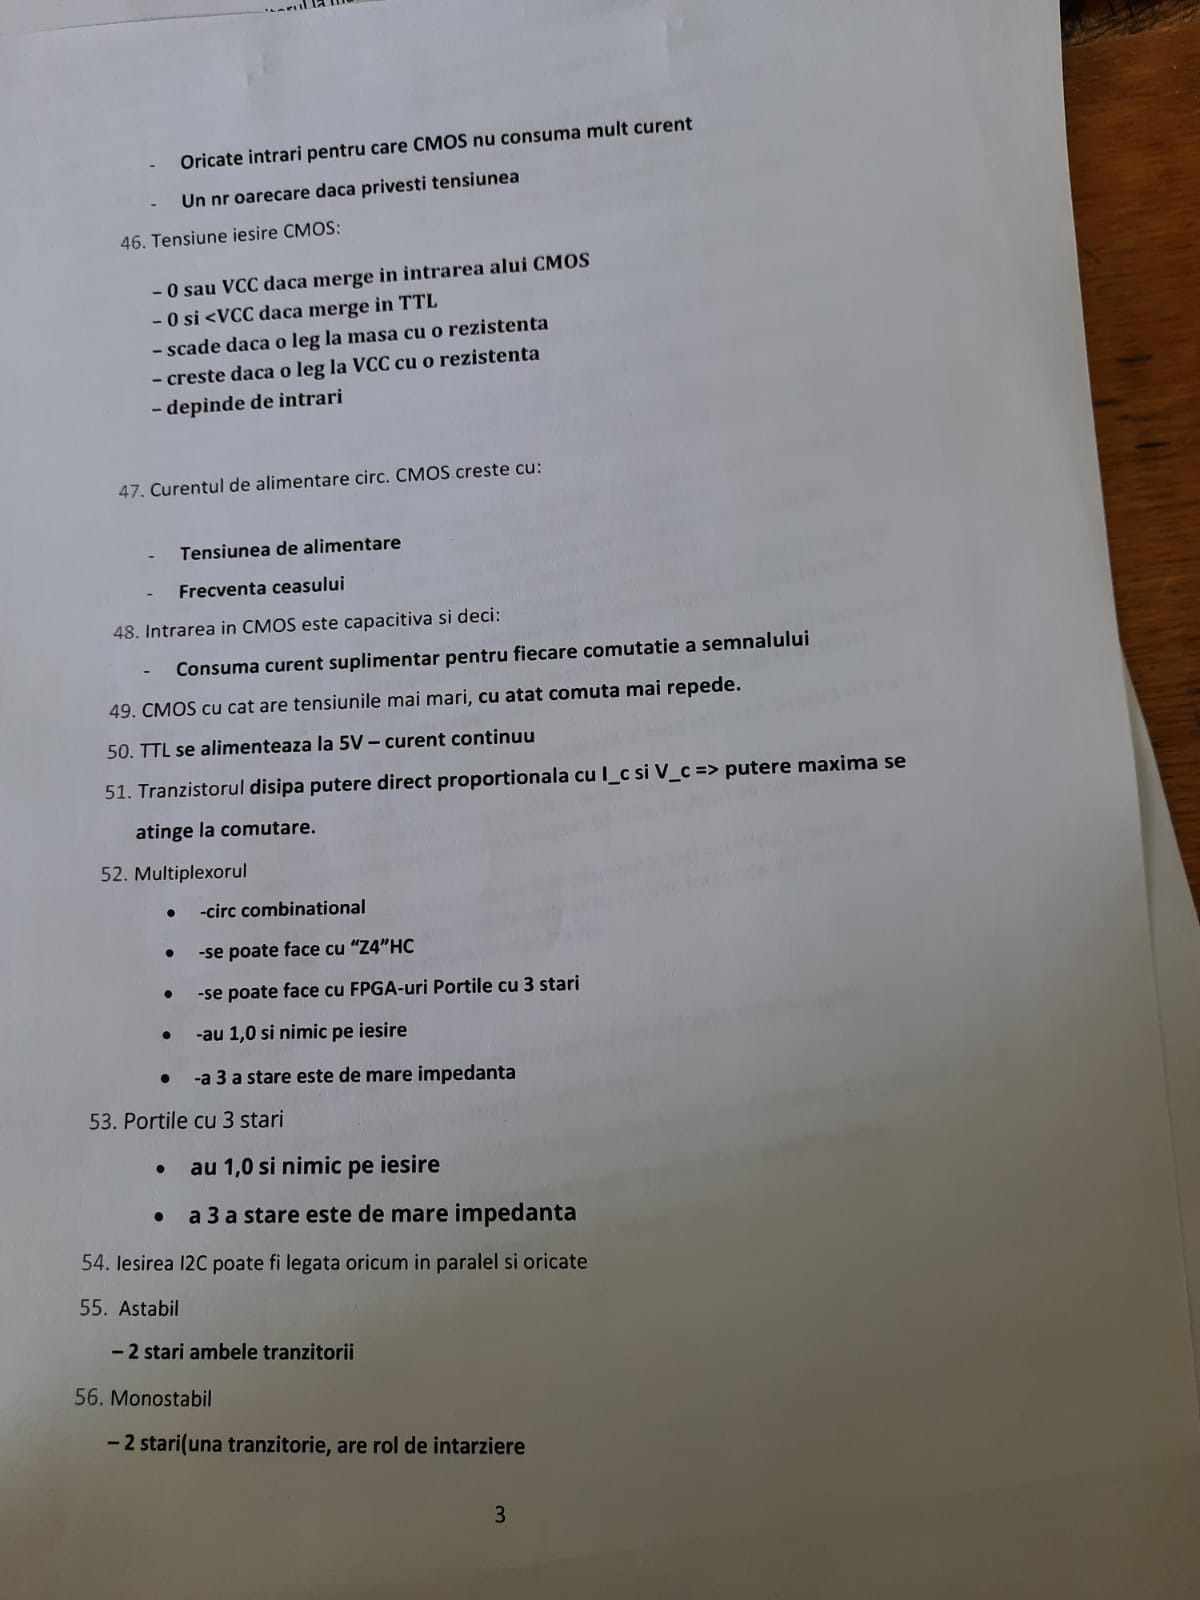 - Oricate intrari pentru care CMOS nu consuma mult curent
- Un nr oarecare daca privesti tensiunea
46. Tensiune iesire CMOS:
– 0 sau VCC daca merge in intrarea alui CMOS
– 0 si <VCC daca merge in TTL
– scade daca o leg la masa cu o rezistenta
– creste daca o leg la VCC cu o rezistenta
– depinde de intrari
47. Curentul de alimentare circ. CMOS creste cu:
- Tensiunea de alimentare
- Frecventa ceasului
48. Intrarea in CMOS este capacitiva si deci:
- Consuma curent suplimentar pentru fiecare comutatie a semnalului
49. CMOS cu cat are tensiunile mai mari, cu atat comuta mai repede.
50. TTL se alimenteaza la 5V – curent continuu
51. Tranzistorul disipa putere direct proportionala cu I_c si V_c => putere maxima se
atinge la comutare.
52. Multiplexorul
• -circ combinational
• -se poate face cu “Z4”HC
• -se poate face cu FPGA-uri Portile cu 3 stari
• -au 1,0 si nimic pe iesire
• -a 3 a stare este de mare impedanta
53. Portile cu 3 stari
• au 1,0 si nimic pe iesire
• a 3 a stare este de mare impedanta
54. Iesirea I2C poate fi legata oricum in paralel si oricate
55. Astabil
– 2 stari ambele tranzitorii
56. Monostabil
– 2 stari(una tranzitorie, are rol de intarziere
3